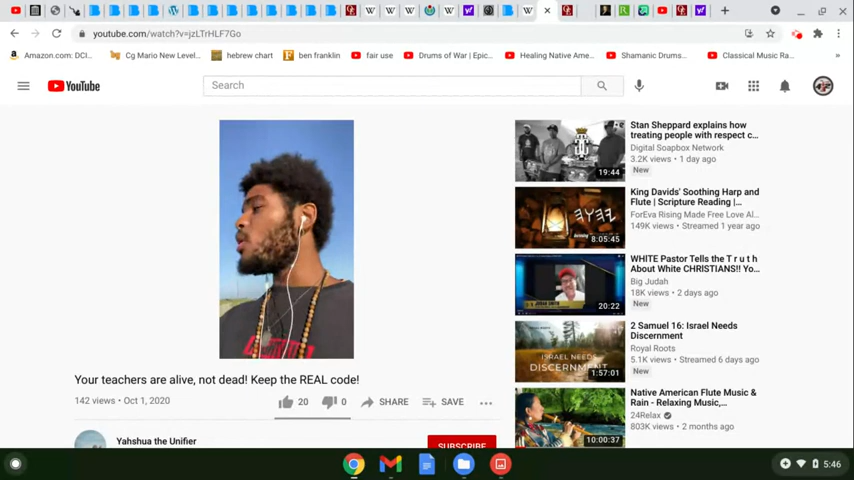 youtube.com/watch?v=jzLTrHLF7Go
Amazon.com: DCI...
Cg Mario New Level...
hebrew chart
ben franklin
fair use
Drums of War | Epic...
Healing Native Ame...
Shamanic Drums...
Classical Music Ra...
»
YouTube
Search
Your teachers are alive, not dead! Keep the REAL code!
142 views • Oct 1, 2020
20
0
SHARE
SAVE
Yahshua the Unifier
SUBSCRIBE
19:44
Stan Sheppard explains how
treating people with respect c...
Digital Soapbox Network
3.2K views • 1 day ago
New
8:05:45
King Davids' Soothing Harp and
Flute | Scripture Reading |...
ForEva Rising Made Free Love Al...
149K views • Streamed 1 year ago
20:22
WHITE Pastor Tells the T r u t h
About White CHRISTIANS!! Yo...
Big Judah
18K views • 2 days ago
New
ISRAEL NEEDS
DISCERNMENT
1:57:01
2 Samuel 16: Israel Needs
Discernment
Royal Roots
5.1K views • Streamed 6 days ago
New
10:00:37
Native American Flute Music &
Rain - Relaxing Music,...
24Relax
803K views • 2 months ago
5:46